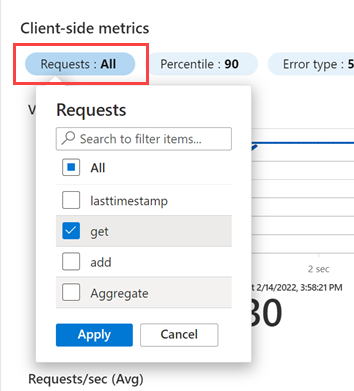 Client-side metrics
Requests : All
Percentile : 90
Error type : 5
V
Requests
Search to filter items...
All
lasttimestamp
get
add
Aggregate
Apply
Cancel
2 sec
t 2/14/2022, 3:58:21 PM
80
Requests/sec (Avg)